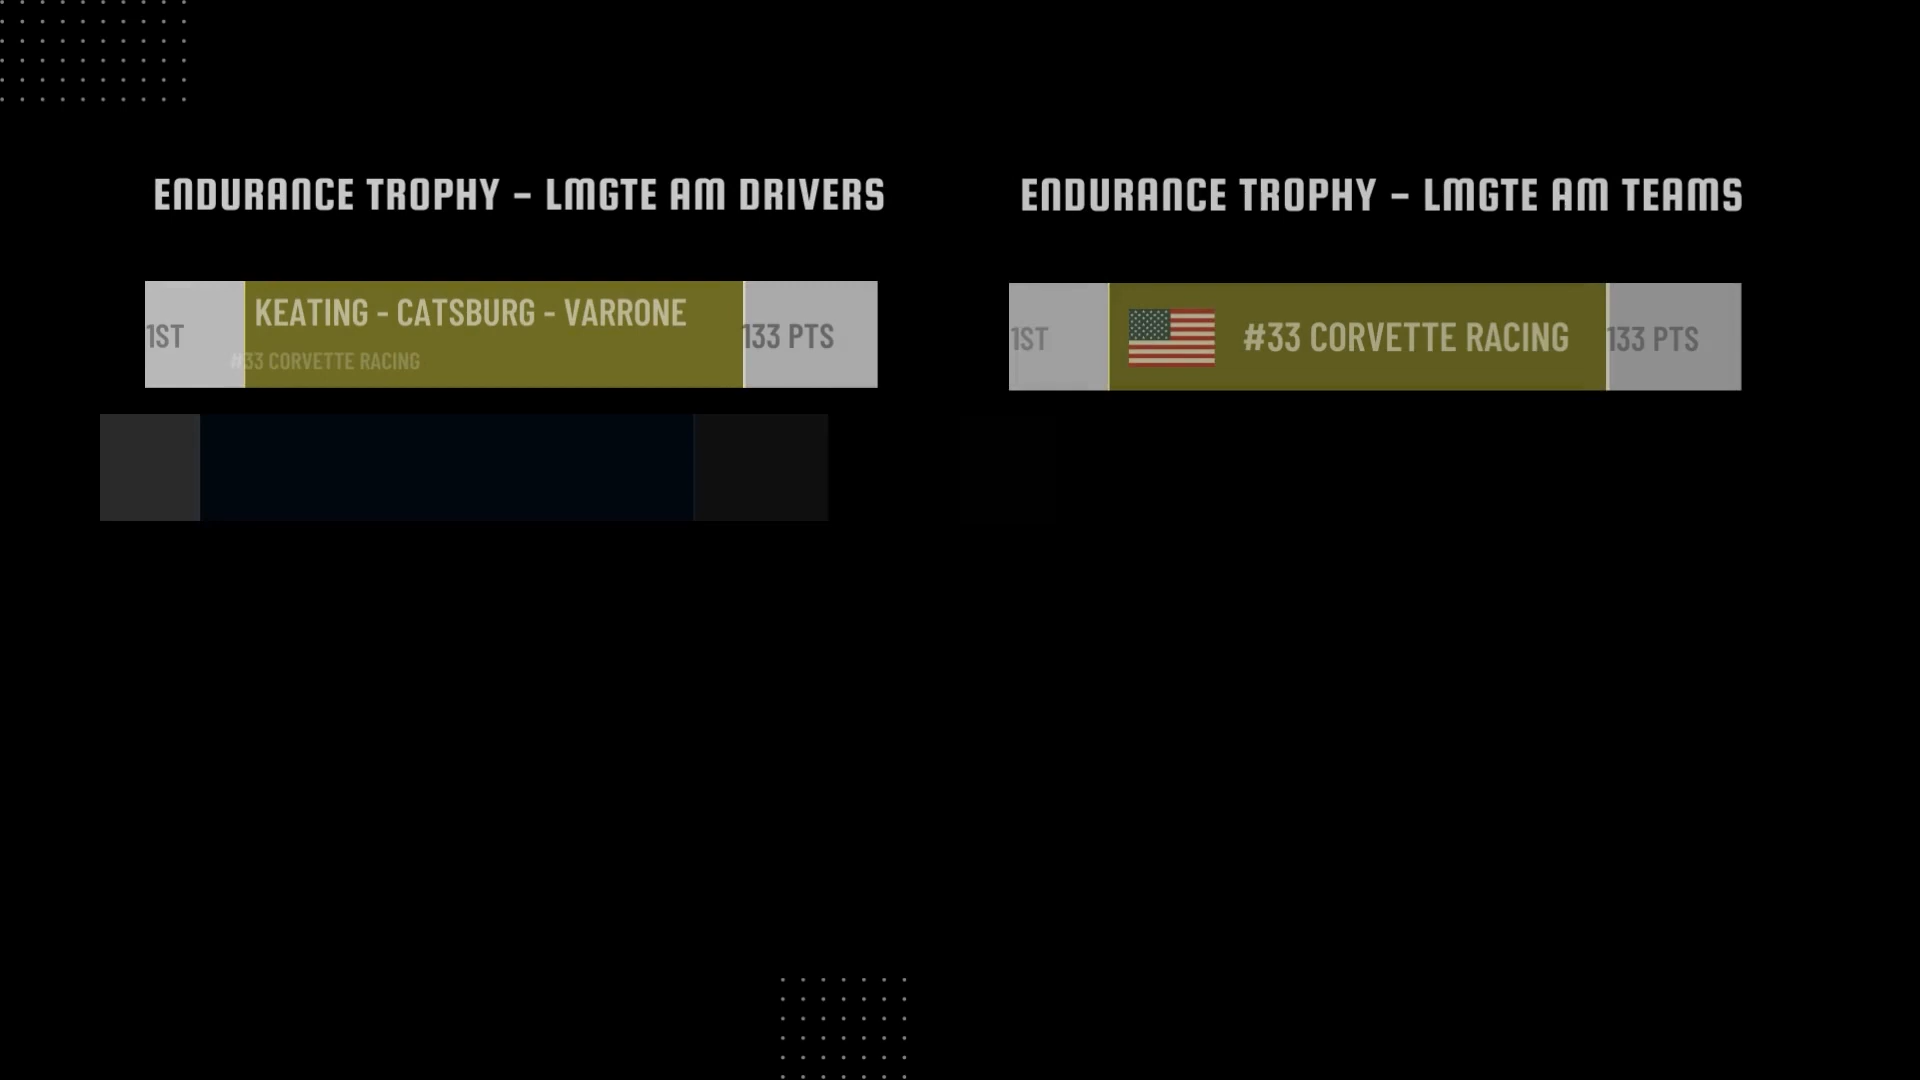 ENDURANCE TROPHY - LMGTE AM DRIVERS
1ST
KEATING - CATSBURG - VARRONE
#33 CORVETTE RACING
133 PTS
ENDURANCE TROPHY - LMGTE AM TEAMS
1ST
#33 CORVETTE RACING
133 PTS